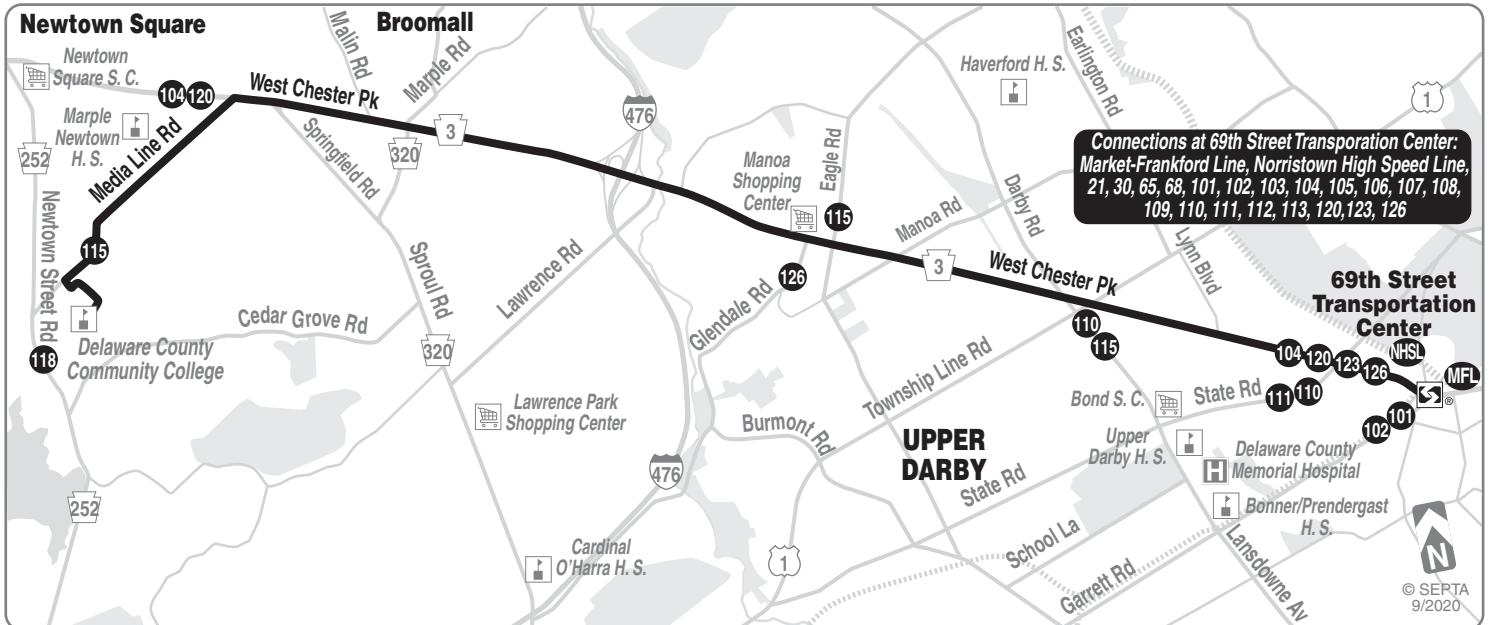 Newtown Square
Broomall
Newtown
Square S. C.
104
120
Malin Rd
Marple Rd
West Chester Pk
Marple
Newtown
H. S.
252
Media Line Rd
Springfield Rd
320
3
476
Haverford H. S.
Earlington Rd
1
Connections at 69th Street Transporation Center:
Market-Frankford Line, Norristown High Speed Line,
21, 30, 65, 68, 101, 102, 103, 104, 105, 106, 107, 108,
109, 110, 111, 112, 113, 120,123, 126
Manoa
Shopping
Center
Eagle Rd
115
Manoa Rd
Darby Rd
3
West Chester Pk
Lynn Blvd
69th Street
Transportation
Center
Newtown Street Rd
115
118
Delaware County
Community College
Cedar Grove Rd
Sproul Rd
320
Lawrence Rd
Glendale Rd
126
110
115
104
120
123
126
NHSL
MFL
®
102
101
Township Line Rd
Bond S. C.
State Rd
111
110
Lawrence Park
Shopping Center
Burmont Rd
UPPER
DARBY
Upper
Darby H. S.
H
Delaware County
Memorial Hospital
Bonner/Prendergast
H. S.
476
252
State Rd
School La
Garrett Rd
Lansdowne Av
Cardinal
O'Harra H. S.
1
N
© SEPTA
9/2020